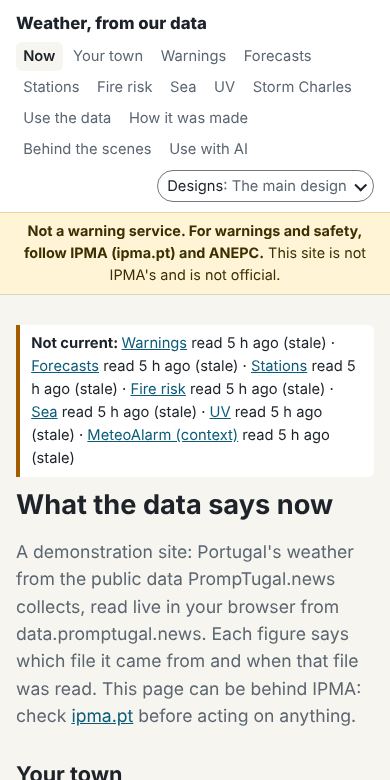 Weather, from our data
Now Your town Warnings Forecasts
Stations Fire risk Sea UV Storm Charles
Use the data How it was made
Behind the scenes Use with AI
Designs: The main design
Not a warning service. For warnings and safety,
follow IPMA (ipma.pt) and ANEPC. This site is not
IPMA's and is not official.
Not current: Warnings read 5 h ago (stale) ·
Forecasts read 5 h ago (stale) · Stations read 5
h ago (stale) · Fire risk read 5 h ago (stale) ·
Sea read 5 h ago (stale) · UV read 5 h ago
(stale) · MeteoAlarm (context) read 5 h ago
(stale)
What the data says now
A demonstration site: Portugal's weather
from the public data PrompTugal.news
collects, read live in your browser from
data.promptugal.news. Each figure says
which file it came from and when that file
was read. This page can be behind IPMA:
check ipma.pt before acting on anything.
Your town